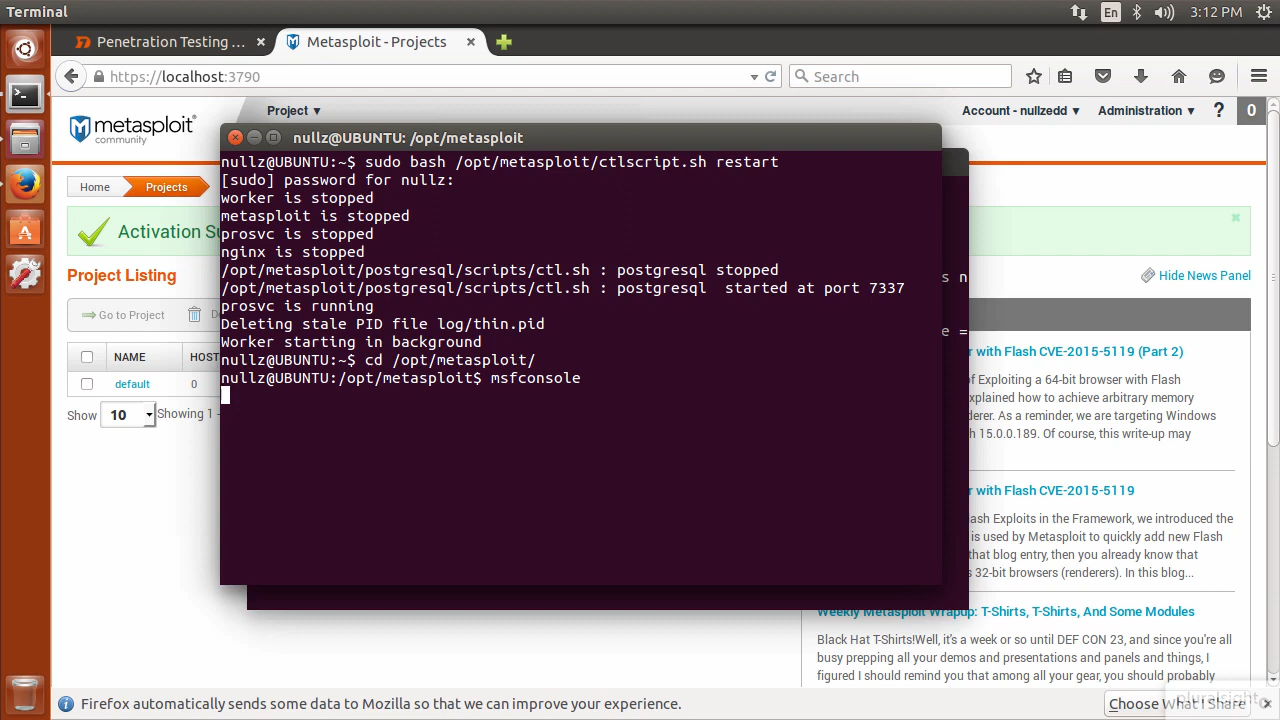 Terminal
En
3:12 PM
Penetration Testing ...
Metasploit - Projects
https://localhost:3790
Search
metasploit
community
Project ▾
Account - nullzedd ▾
Administration ▾
?
0
nullz@UBUNTU: /opt/metasploit
nullz@UBUNTU:~$ sudo bash /opt/metasploit/ctlscript.sh restart
[sudo] password for nullz:
worker is stopped
metasploit is stopped
prosvc is stopped
nginx is stopped
/opt/metasploit/postgresql/scripts/ctl.sh : postgresql stopped
/opt/metasploit/postgresql/scripts/ctl.sh : postgresql  started at port 7337
prosvc is running
Deleting stale PID file log/thin.pid
Worker starting in background
nullz@UBUNTU:~$ cd /opt/metasploit/
nullz@UBUNTU:/opt/metasploit$ msfconsole
s n
e =
Home
Projects
Activation Su
Project Listing
Hide News Panel
Go to Project
D
NAME
HOST
default
0
Show 10 Showing 1 -
r with Flash CVE-2015-5119 (Part 2)
of Exploiting a 64-bit browser with Flash
xplained how to achieve arbitrary memory
derer. As a reminder, we are targeting Windows
h 15.0.0.189. Of course, this write-up may
r with Flash CVE-2015-5119
lash Exploits in the Framework, we introduced the
is used by Metasploit to quickly add new Flash
that blog entry, then you already know that
s 32-bit browsers (renderers). In this blog...
Weekly Metasploit Wrapup: T-Shirts, T-Shirts, And Some Modules
Black Hat T-Shirts!Well, it's a week or so until DEF CON 23, and since you're all
busy prepping all your demos and presentations and panels and things, I
figured I should remind you that among all your gear, you should probably
Firefox automatically sends some data to Mozilla so that we can improve your experience.
Choose What I Share
pluralsight